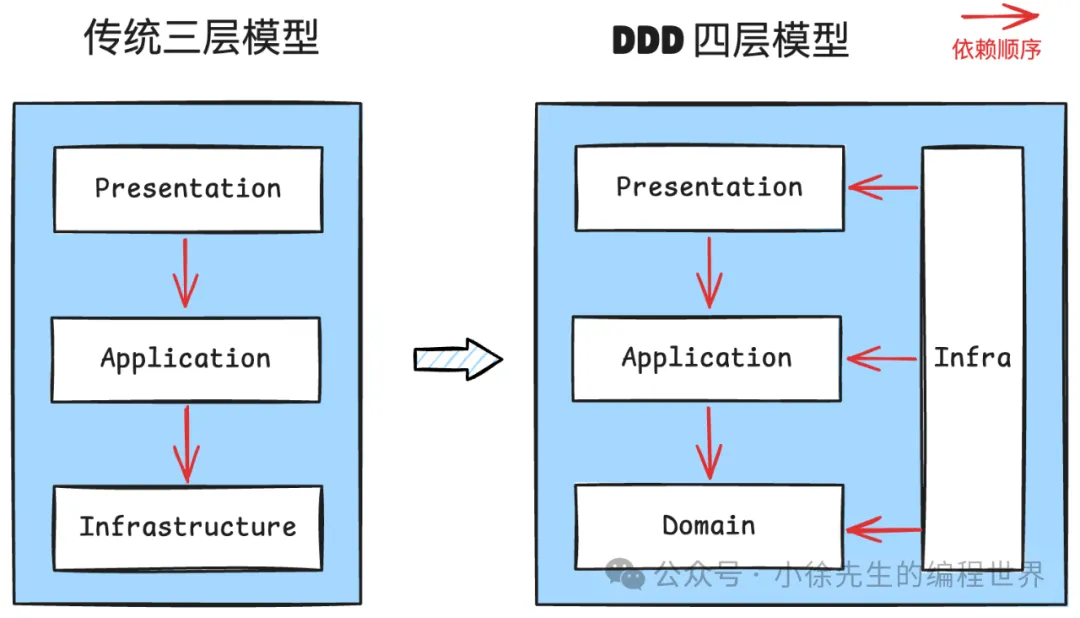 传统三层模型
DDD 四层模型
依赖顺序
Presentation
Application
Infrastructure
Presentation
Application
Infra
Domain
公众号 · 小徐先生的编程世界